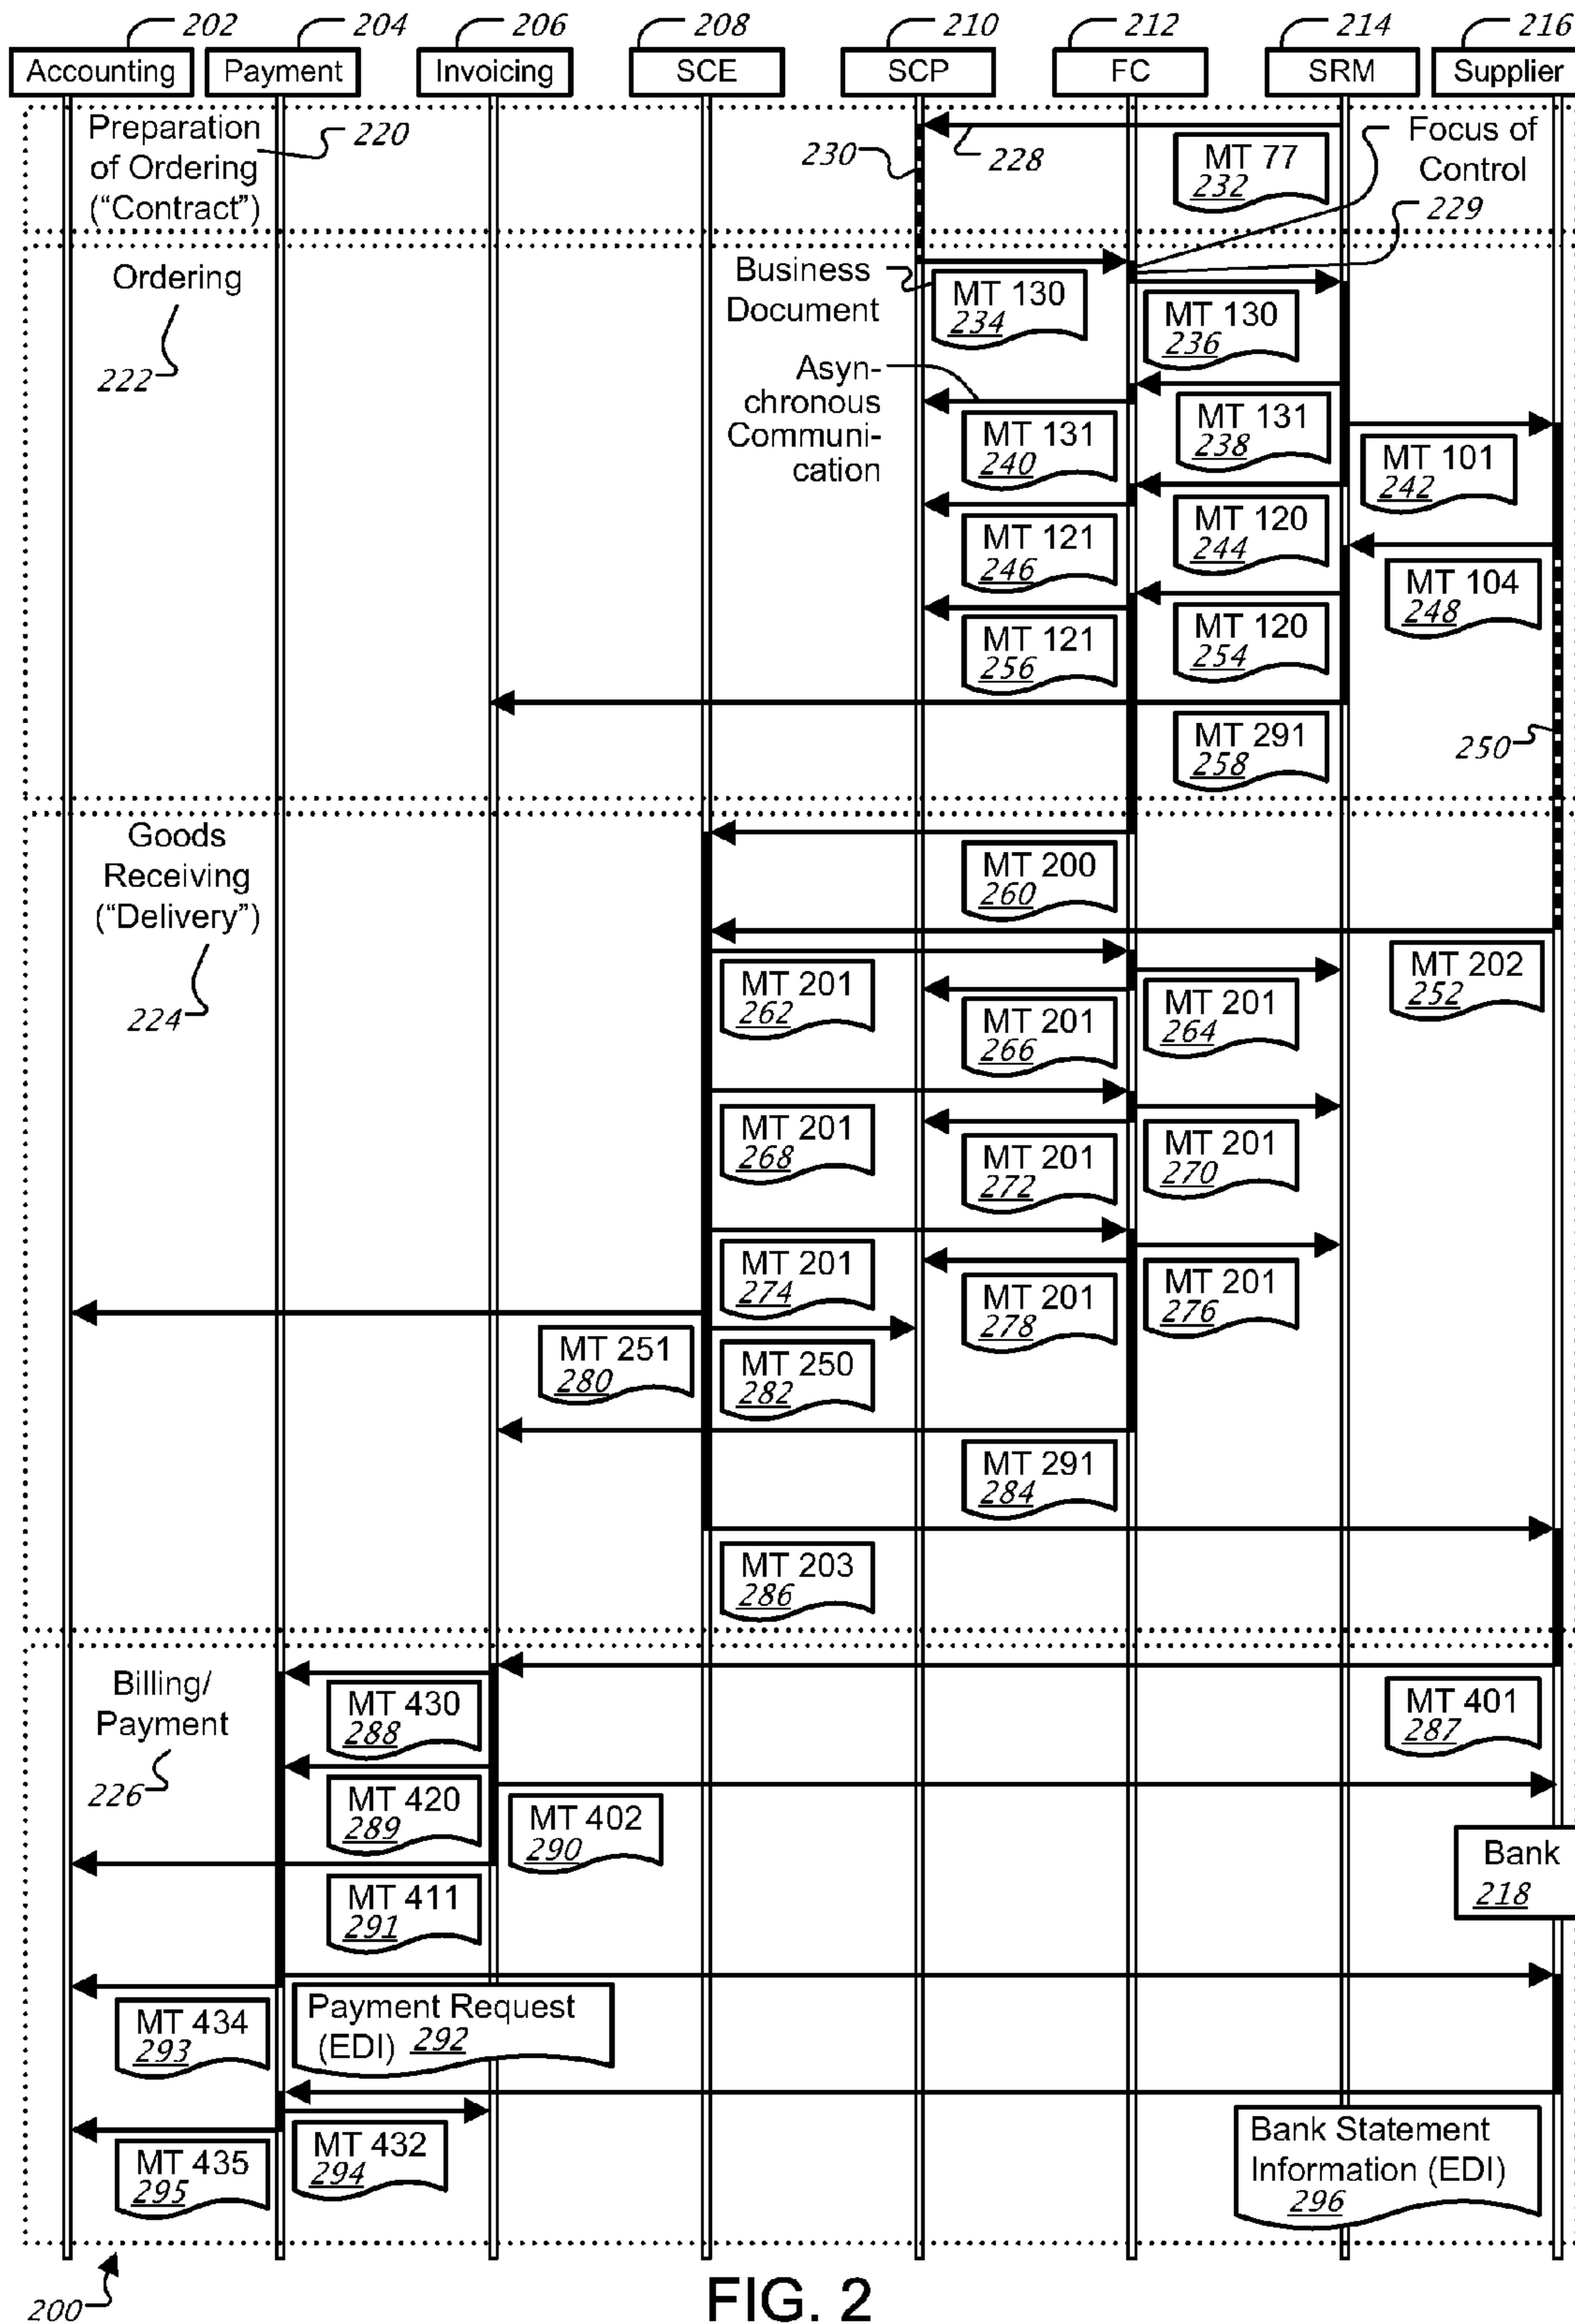 202
204
206
208
210
212
214
216
Accounting
Payment
Invoicing
SCE
SCP
FC
SRM
Supplier
Preparation
of Ordering
("Contract")
220
230
228
MT 77
232
Focus of
Control
229
Ordering
222
Business
Document
MT 130
234
MT 130
236
Asyn-
chronous
Communi-
cation
MT 131
240
MT 131
238
MT 101
242
MT 121
246
MT 120
244
MT 104
248
MT 121
256
MT 120
254
MT 291
258
250
Goods
Receiving
("Delivery")
224
MT 200
260
MT 202
252
MT 201
262
MT 201
266
MT 201
264
MT 201
268
MT 201
272
MT 201
270
MT 201
274
MT 201
278
MT 201
276
MT 251
280
MT 250
282
MT 291
284
MT 203
286
Billing/
Payment
226
MT 430
288
MT 401
287
MT 420
289
MT 402
290
Bank
218
MT 411
291
MT 434
293
Payment Request
(EDI) 292
MT 435
295
MT 432
294
Bank Statement
Information (EDI)
296
200
FIG. 2